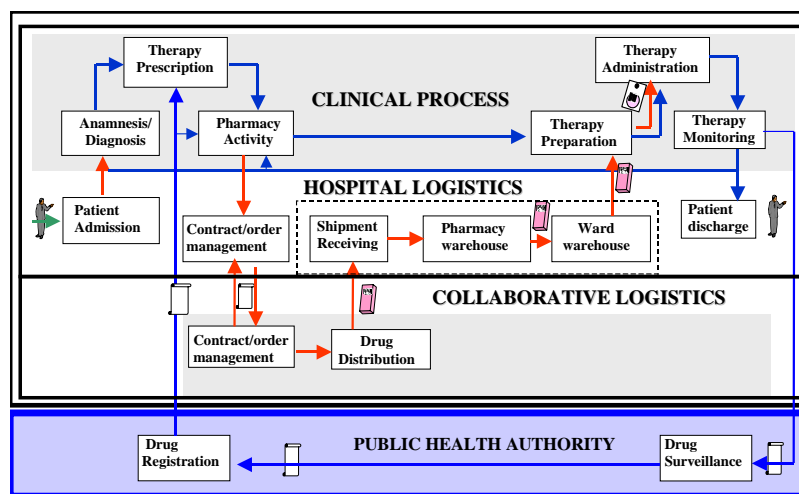 Therapy
Prescription
Therapy
Administration
CLINICAL PROCESS
Anamnesis/
Diagnosis
Pharmacy
Activity
Therapy
Preparation
Therapy
Monitoring
HOSPITAL LOGISTICS
Patient
Admission
Contract/order
management
Shipment
Receiving
Pharmacy
warehouse
Ward
warehouse
Patient
discharge
COLLABORATIVE LOGISTICS
Contract/order
management
Drug
Distribution
PUBLIC HEALTH AUTHORITY
Drug
Registration
Drug
Surveillance